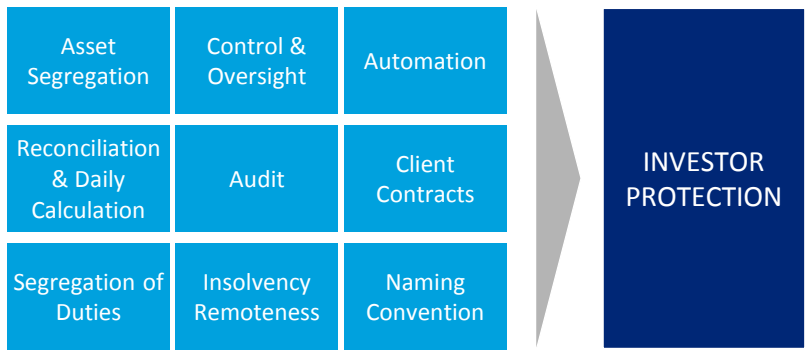 Asset
Segregation
Control &
Oversight
Automation
Reconciliation
& Daily
Calculation
Audit
Client
Contracts
Segregation of
Duties
Insolvency
Remoteness
Naming
Convention
INVESTOR
PROTECTION